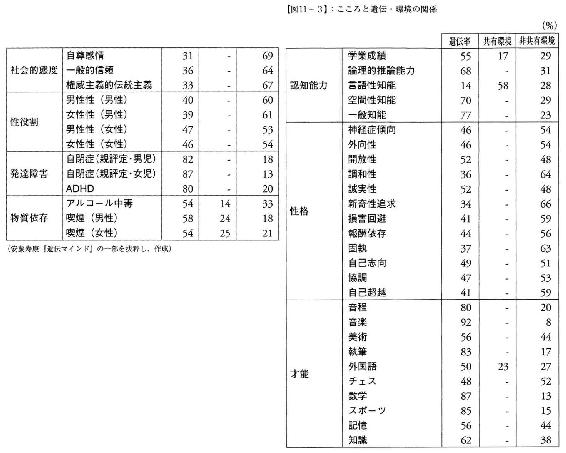 ［図11－3］：こころと遺伝・環境の関係
(%)
遺伝率 共有環境 非共有環境
認知能力
学業成績 55 17 29
論理的推論能力 68 - 31
言語性知能 14 58 28
空間性知能 70 - 29
一般知能 77 - 23
性格
神経症傾向 46 - 54
外向性 46 - 54
開放性 52 - 48
調和性 36 - 64
誠実性 52 - 48
新奇性追求 34 - 66
損害回避 41 - 59
報酬依存 44 - 56
固執 37 - 63
自己志向 49 - 51
協調 47 - 53
自己超越 41 - 59
才能
音程 80 - 20
音楽 92 - 8
美術 56 - 44
執筆 83 - 17
外国語 50 23 27
チェス 48 - 52
数学 87 - 13
スポーツ 85 - 15
記憶 56 - 44
知識 62 - 38
社会的態度
自尊感情 31 - 69
一般的信頼 36 - 64
権威主義的伝統主義 33 - 67
性役割
男性性（男性） 40 - 60
女性性（男性） 39 - 61
男性性（女性） 47 - 53
女性性（女性） 46 - 54
発達障害
自閉症(親評定・男児) 82 - 18
自閉症(親評定・女児) 87 - 13
ADHD 80 - 20
物質依存
アルコール中毒 54 14 33
喫煙（男性） 58 24 18
喫煙（女性） 54 25 21
（安藤寿康『遺伝マインド』の一部を抜粋し、作成）